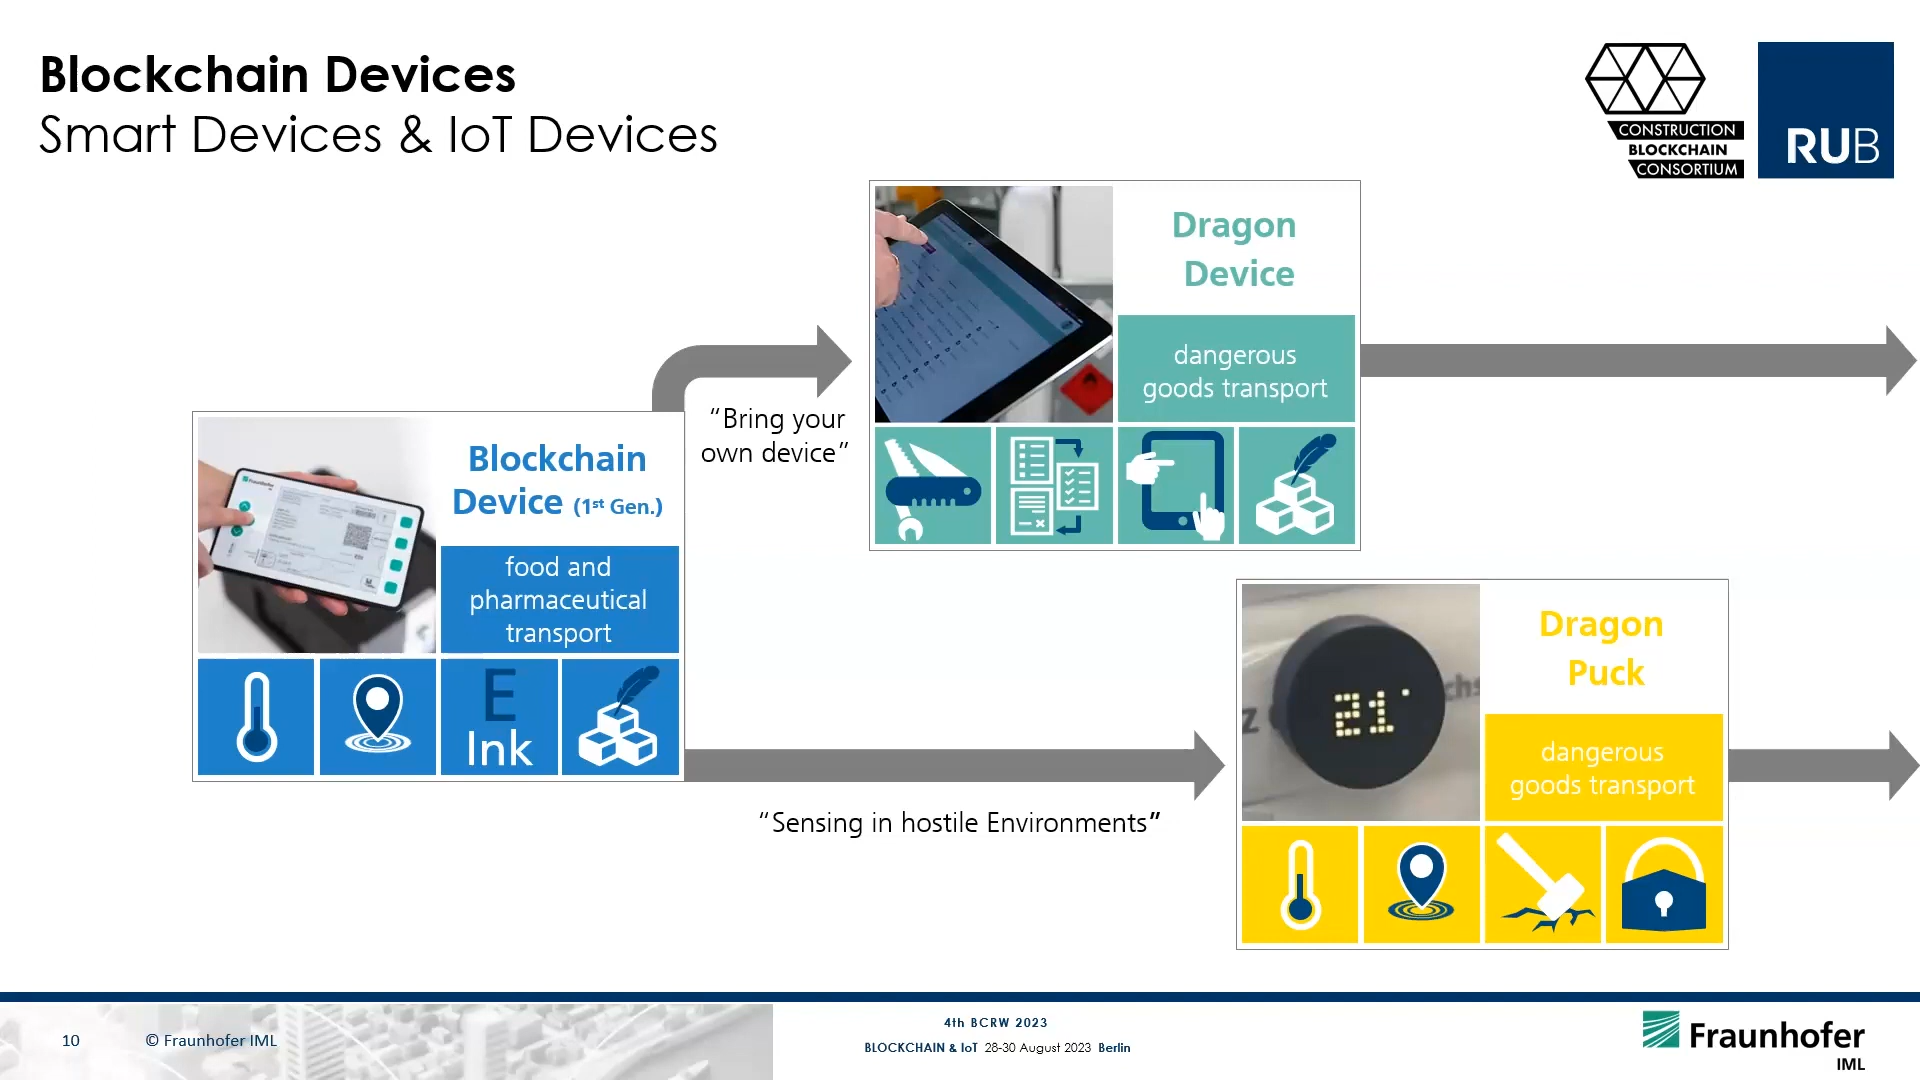 Blockchain Devices
Smart Devices & IoT Devices
CONSTRUCTION
BLOCKCHAIN
CONSORTIUM
RUB
Dragon
Device
dangerous
goods transport
“Bring your
own device”
Fraunhofer
Blockchain
Device (1st Gen.)
food and
pharmaceutical
transport
E
Ink
“Sensing in hostile Environments”
21°
Dragon
Puck
dangerous
goods transport
10
© Fraunhofer IML
4th BCRW 2023
BLOCKCHAIN & IoT 28-30 August 2023 Berlin
Fraunhofer
IML